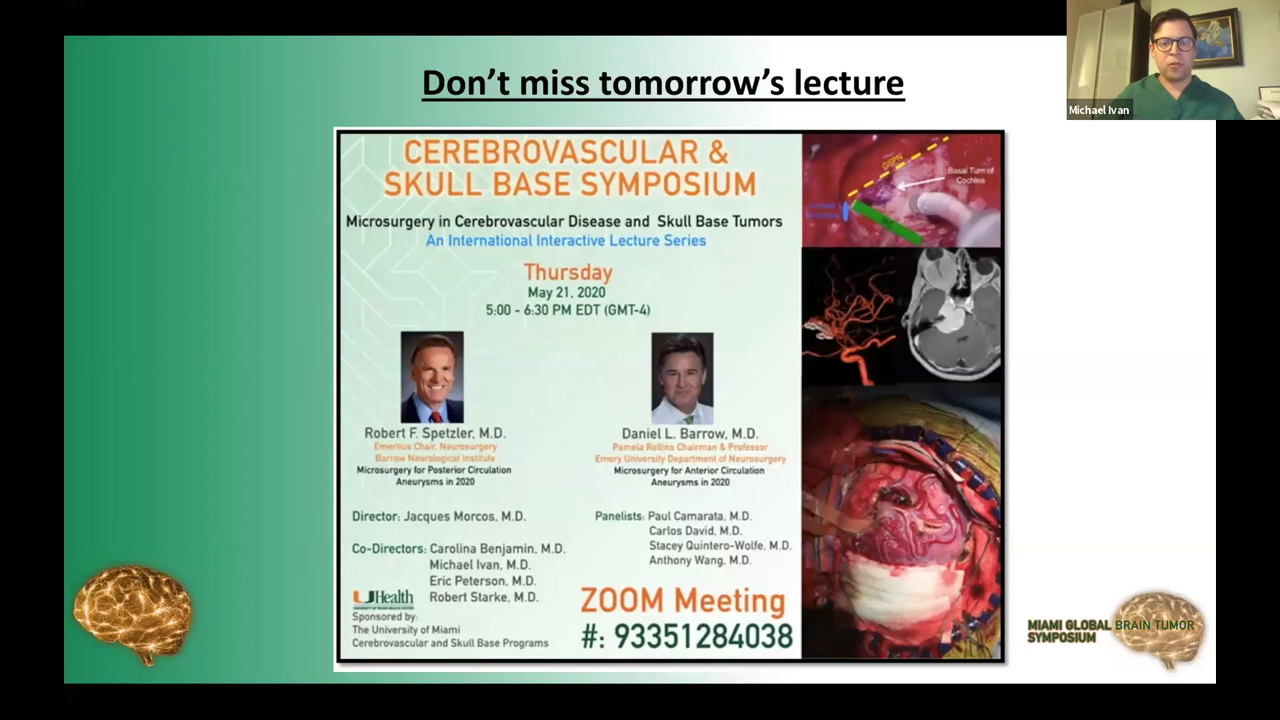 Don't miss tomorrow's lecture
Michael Ivan
CEREBROVASCULAR &
SKULL BASE SYMPOSIUM
Microsurgery in Cerebrovascular Disease and Skull Base Tumors
An International Interactive Lecture Series
Thursday
May 21, 2020
5:00 - 6:30 PM EDT (GMT-4)
Robert F. Spetzler, M.D.
Emeritus Chair, Neurosurgery
Barrow Neurological Institute
Microsurgery for Posterior Circulation
Aneurysms in 2020
Daniel L. Barrow, M.D.
Pamela Rollins Chairman & Professor
Emory University Department of Neurosurgery
Microsurgery for Anterior Circulation
Aneurysms in 2020
Director: Jacques Morcos, M.D.
Co-Directors: Carolina Benjamin, M.D.
Michael Ivan, M.D.
Eric Peterson, M.D.
Robert Starke, M.D.
Panelists: Paul Camarata, M.D.
Carlos David, M.D.
Stacey Quintero-Wolfe, M.D.
Anthony Wang, M.D.
UHealth
Sponsored by:
The University of Miami
Cerebrovascular and Skull Base Programs
ZOOM Meeting
#: 93351284038
GSPN
Basal Turn of
Cochlea
MIAMI GLOBAL BRAIN TUMOR
SYMPOSIUM